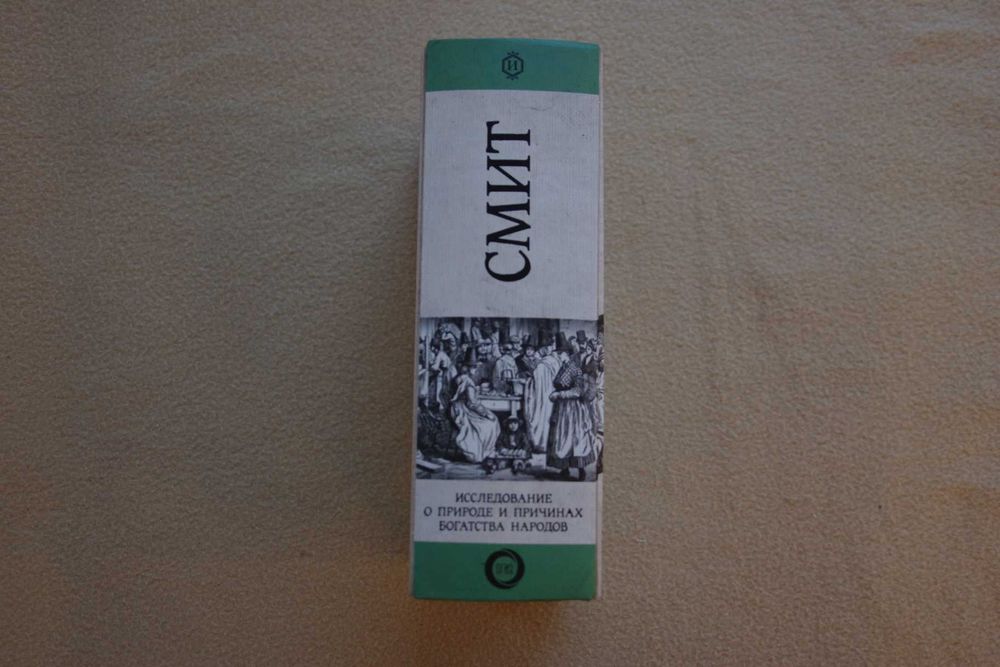 И
СМИТ
ИССЛЕДОВАНИЕ
О ПРИРОДЕ И ПРИЧИНАХ
БОГАТСТВА НАРОДОВ